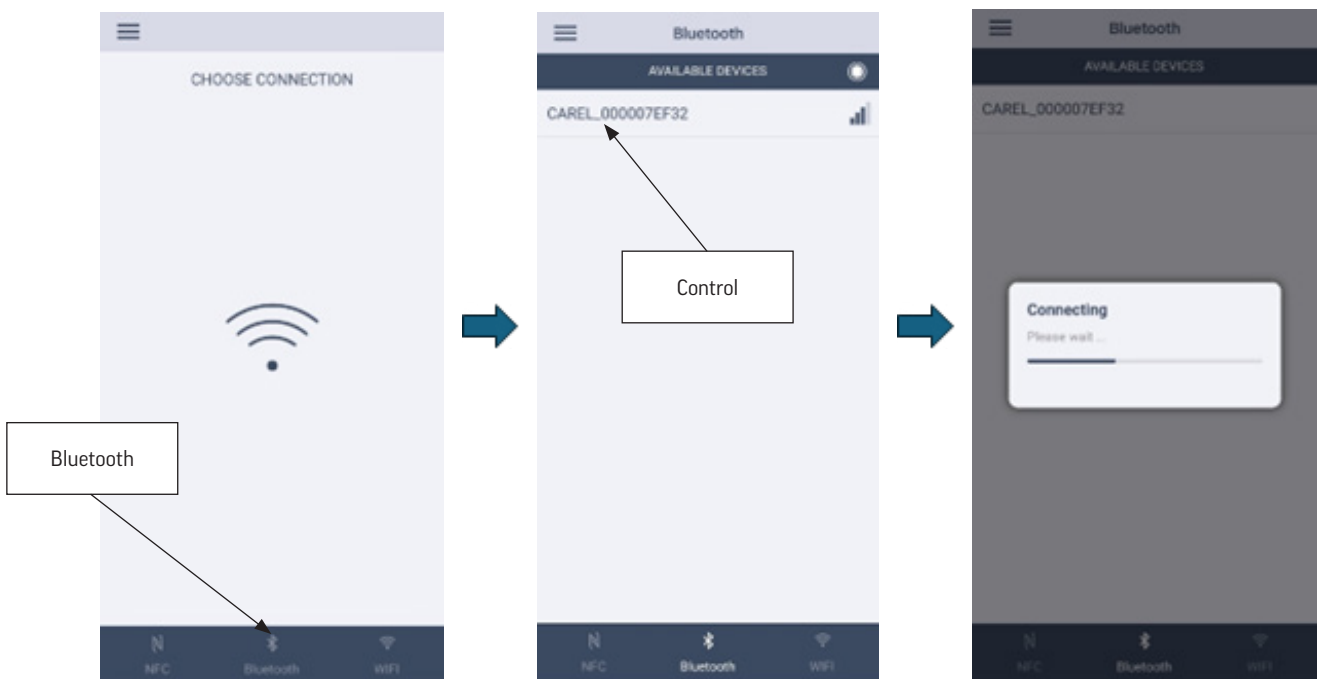 CHOOSE CONNECTION
Bluetooth
NFC
Bluetooth
WIFI
Bluetooth
AVAILABLE DEVICES
CAREL_000007EF32
Control
NFC
Bluetooth
WIFI
Bluetooth
AVAILABLE DEVICES
CAREL_000007EF32
Connecting
Please wait ...
NFC
Bluetooth
WIFI